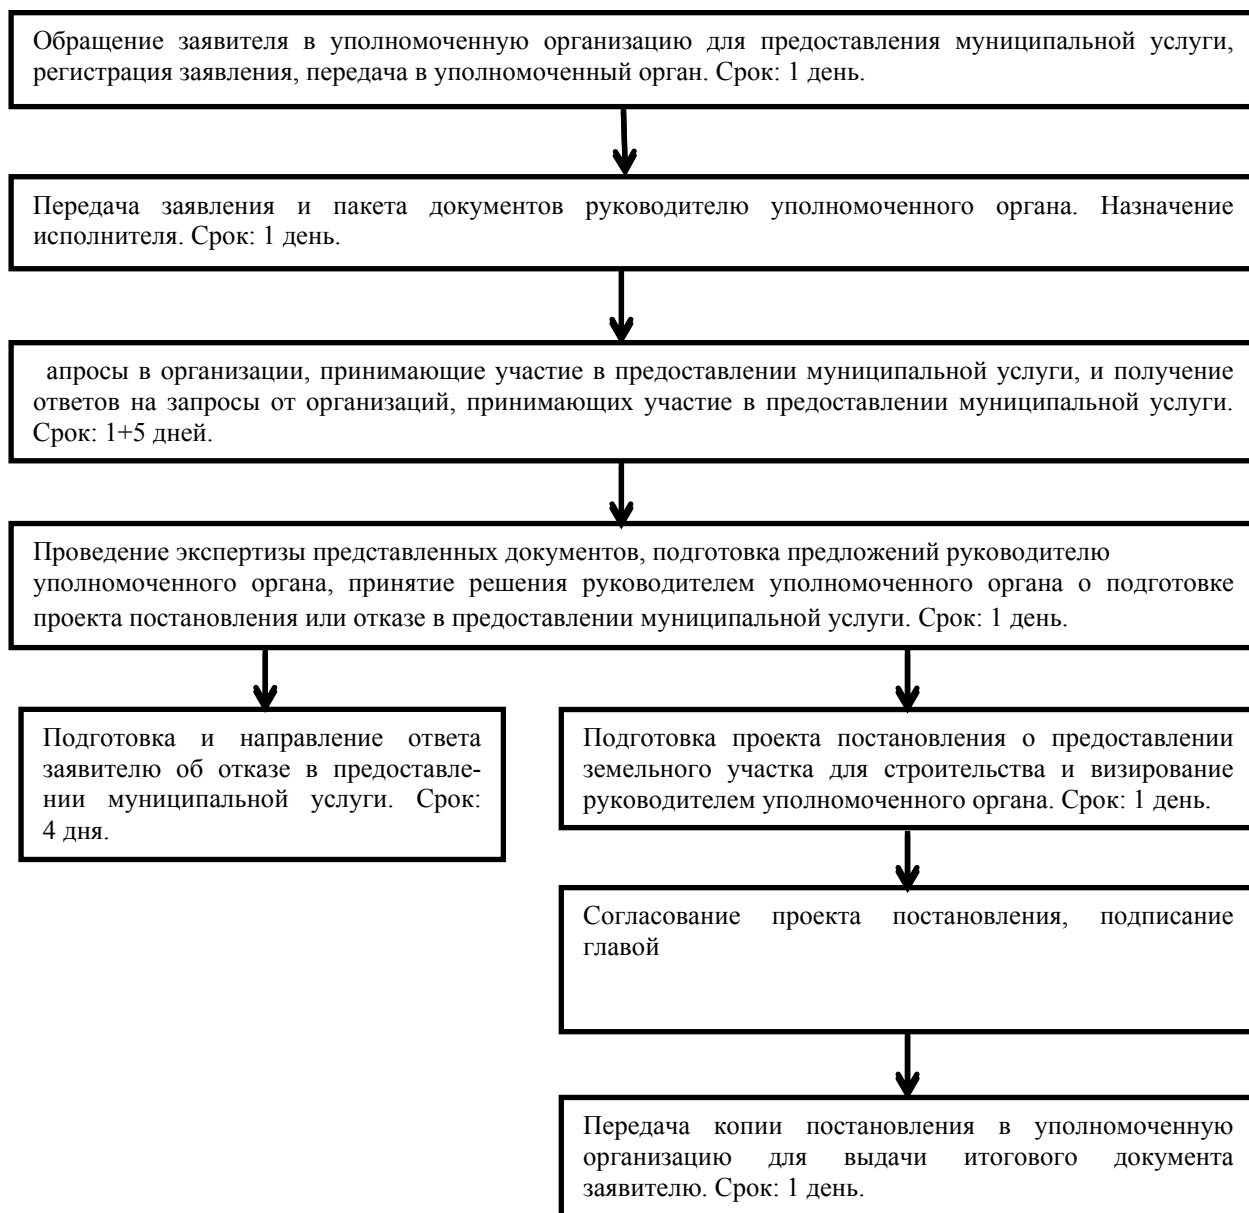 Обращение заявителя в уполномоченную организацию для предоставления муниципальной услуги,
регистрация заявления, передача в уполномоченный орган. Срок: 1 день.
Передача заявления и пакета документов руководителю уполномоченного органа. Назначение
исполнителя. Срок: 1 день.
апросы в организации, принимающие участие в предоставлении муниципальной услуги, и получение
ответов на запросы от организаций, принимающих участие в предоставлении муниципальной услуги.
Срок: 1+5 дней.
Проведение экспертизы представленных документов, подготовка предложений руководителю
уполномоченного органа, принятие решения руководителем уполномоченного органа о подготовке
проекта постановления или отказе в предоставлении муниципальной услуги. Срок: 1 день.
Подготовка и направление ответа
заявителю об отказе в предоставле-
нии муниципальной услуги. Срок:
4 дня.
Подготовка проекта постановления о предоставлении
земельного участка для строительства и визирование
руководителем уполномоченного органа. Срок: 1 день.
Согласование проекта постановления, подписание
главой
Передача копии постановления в уполномоченную
организацию для выдачи итогового документа
заявителю. Срок: 1 день.